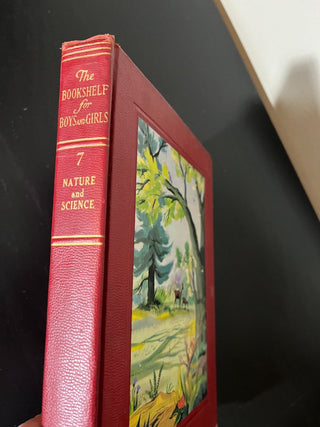 The
BOOKSHELF
for
BOYS AND GIRLS
7
NATURE
and
SCIENCE